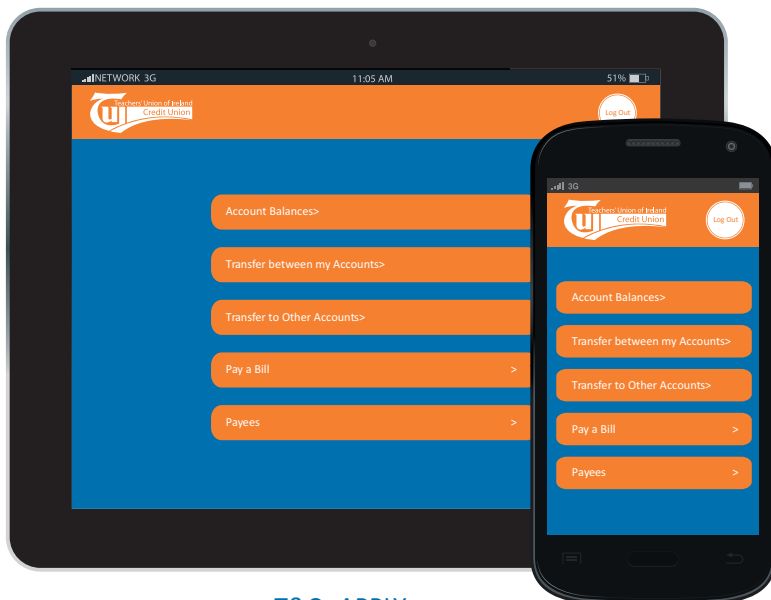 NETWORK 3G 11:05 AM 51%
Teachers' Union of Ireland
Credit Union
TUI
Log Out
Account Balances>
Transfer between my Accounts>
Transfer to Other Accounts>
Pay a Bill >
Payees >
3G
Teachers' Union of Ireland
Credit Union
TUI
Log Out
Account Balances>
Transfer between my Accounts>
Transfer to Other Accounts>
Pay a Bill >
Payees >